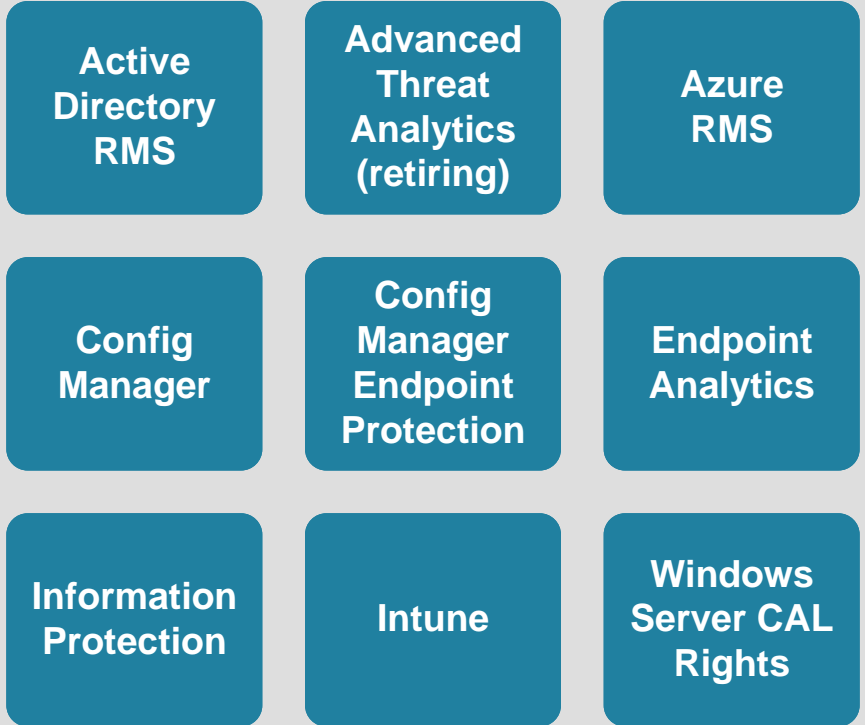 Active
Directory
RMS
Advanced
Threat
Analytics
(retiring)
Azure
RMS
Config
Manager
Config
Manager
Endpoint
Protection
Endpoint
Analytics
Information
Protection
Intune
Windows
Server CAL
Rights